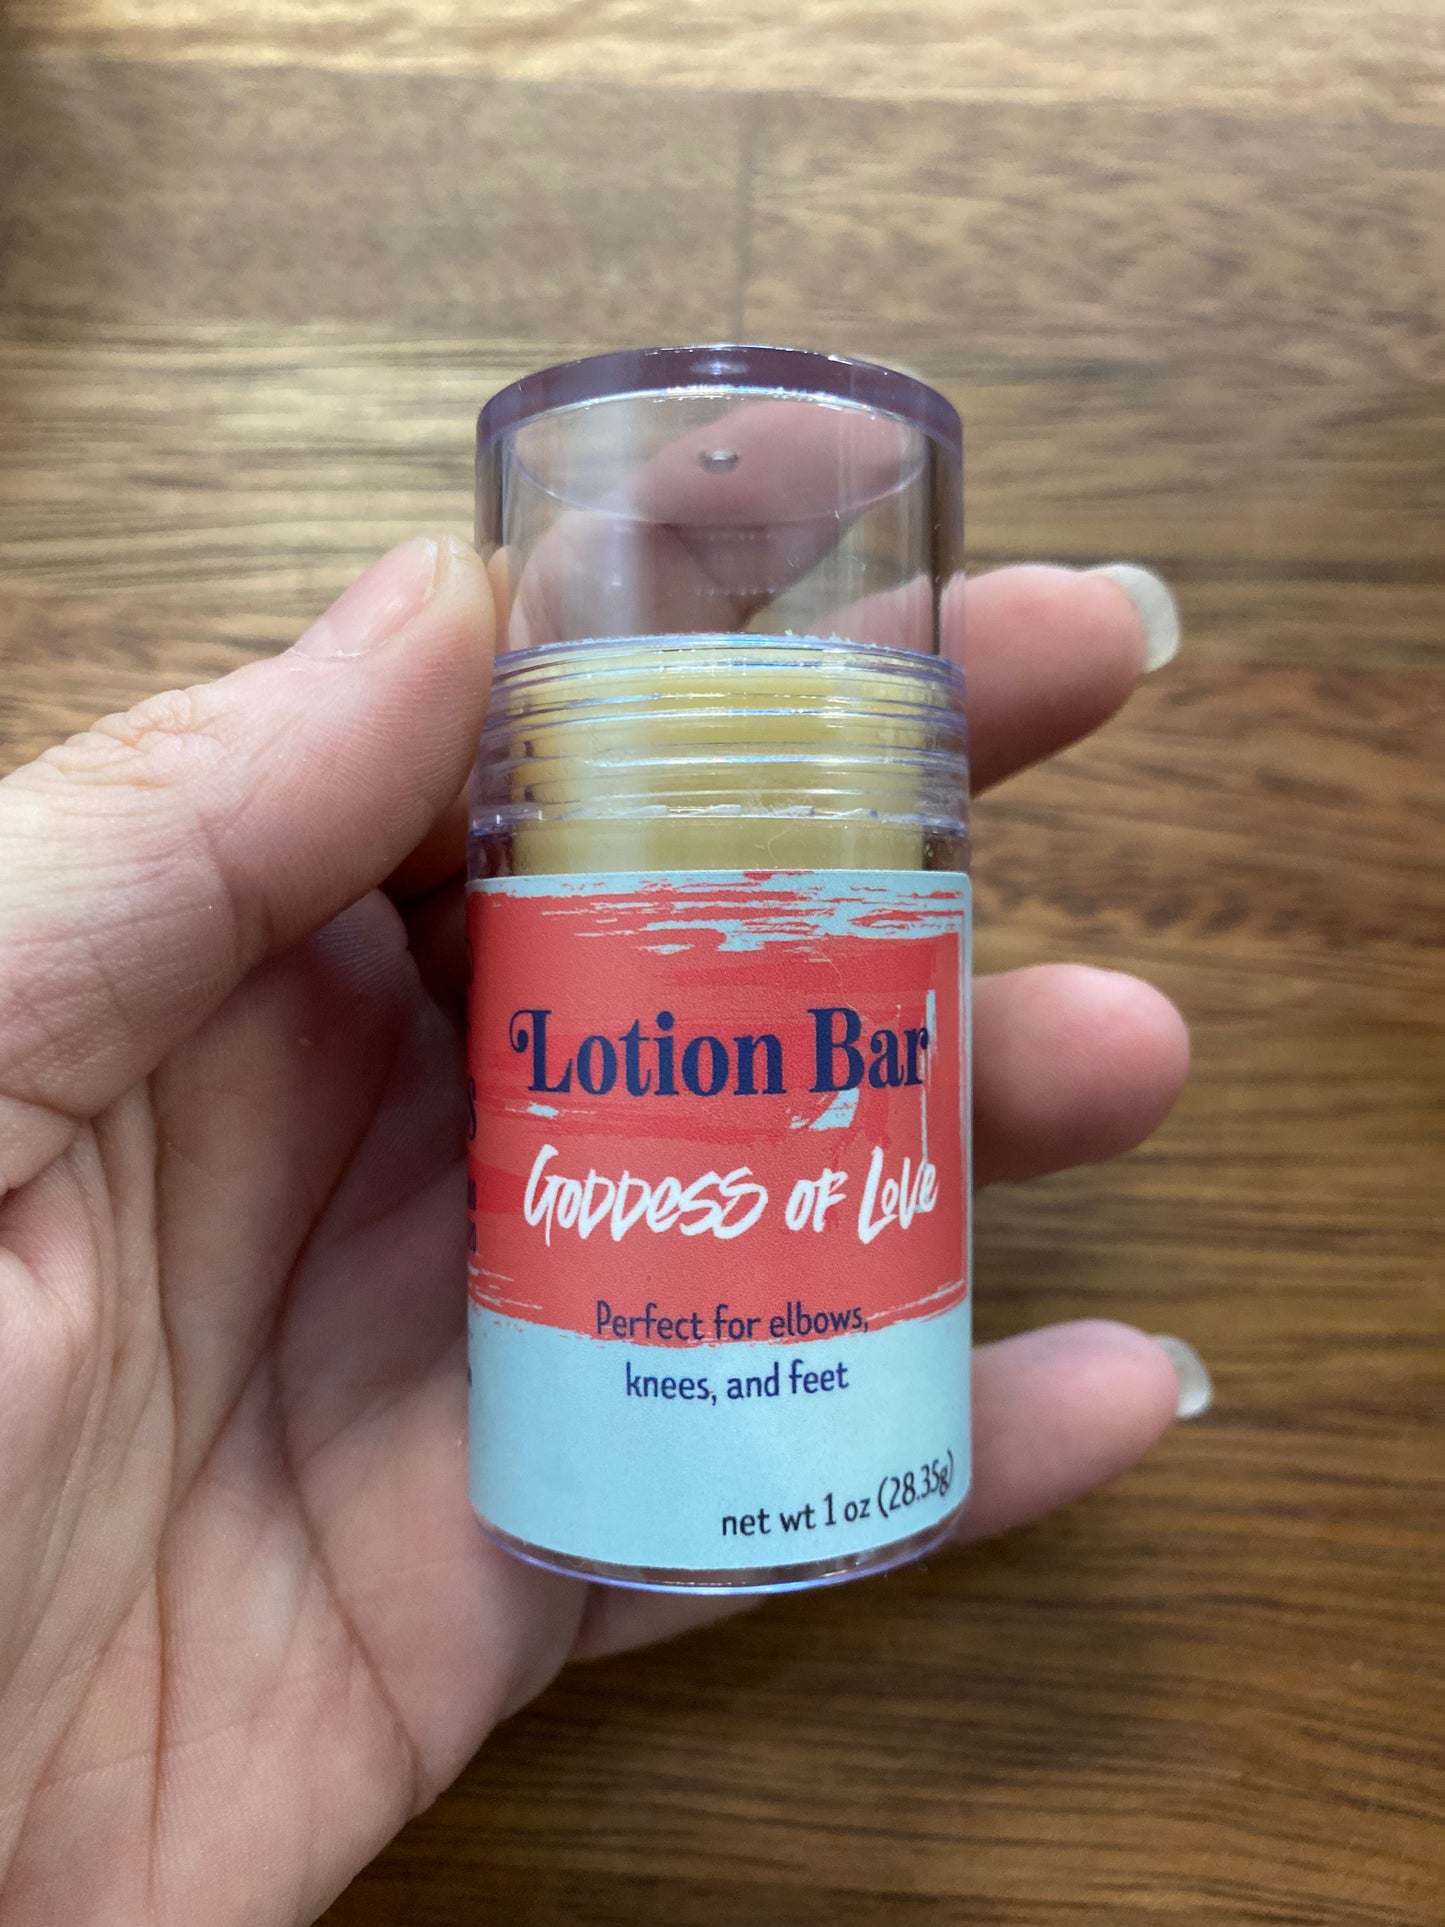 Lotion Bar
Goddess of Love
Perfect for elbows,
knees, and feet
net wt 1 oz (28.35g)